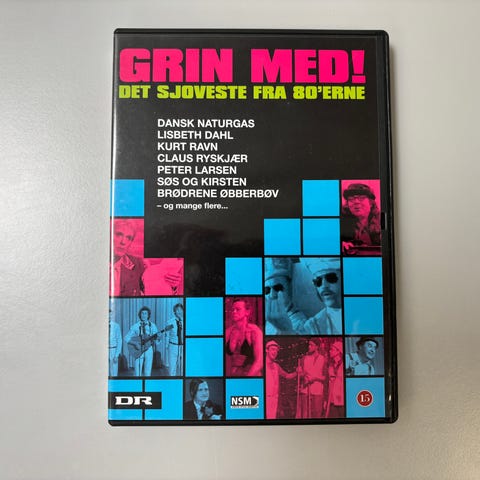 GRIN MED!
DET SJOVESTE FRA 80'ERNE
DANSK NATURGAS
LISBETH DAHL
KURT RAVN
CLAUS RYSKJÆR
PETER LARSEN
SØS OG KIRSTEN
BRØDRENE ØBBERBØV
– og mange flere...
DR
NSM
15